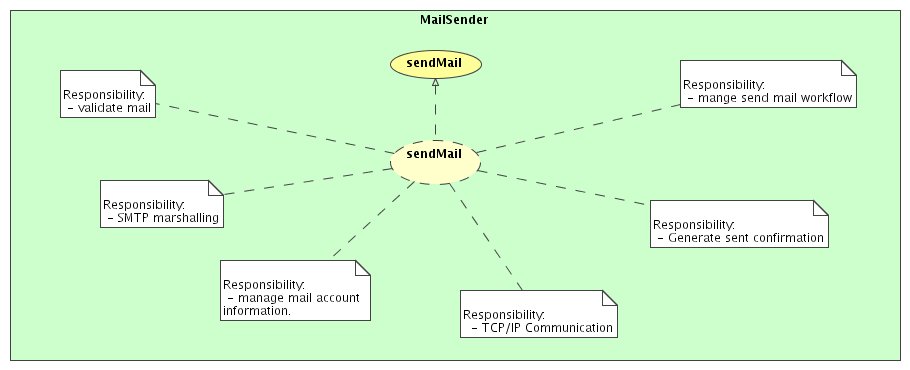 MailSender
sendMail
Responsibility:
- validate mail
Responsibility:
- mange send mail workflow
sendMail
Responsibility:
- SMTP marshalling
Responsibility:
- Generate sent confirmation
Responsibility:
- manage mail account
information.
Responsibility:
- TCP/IP Communication